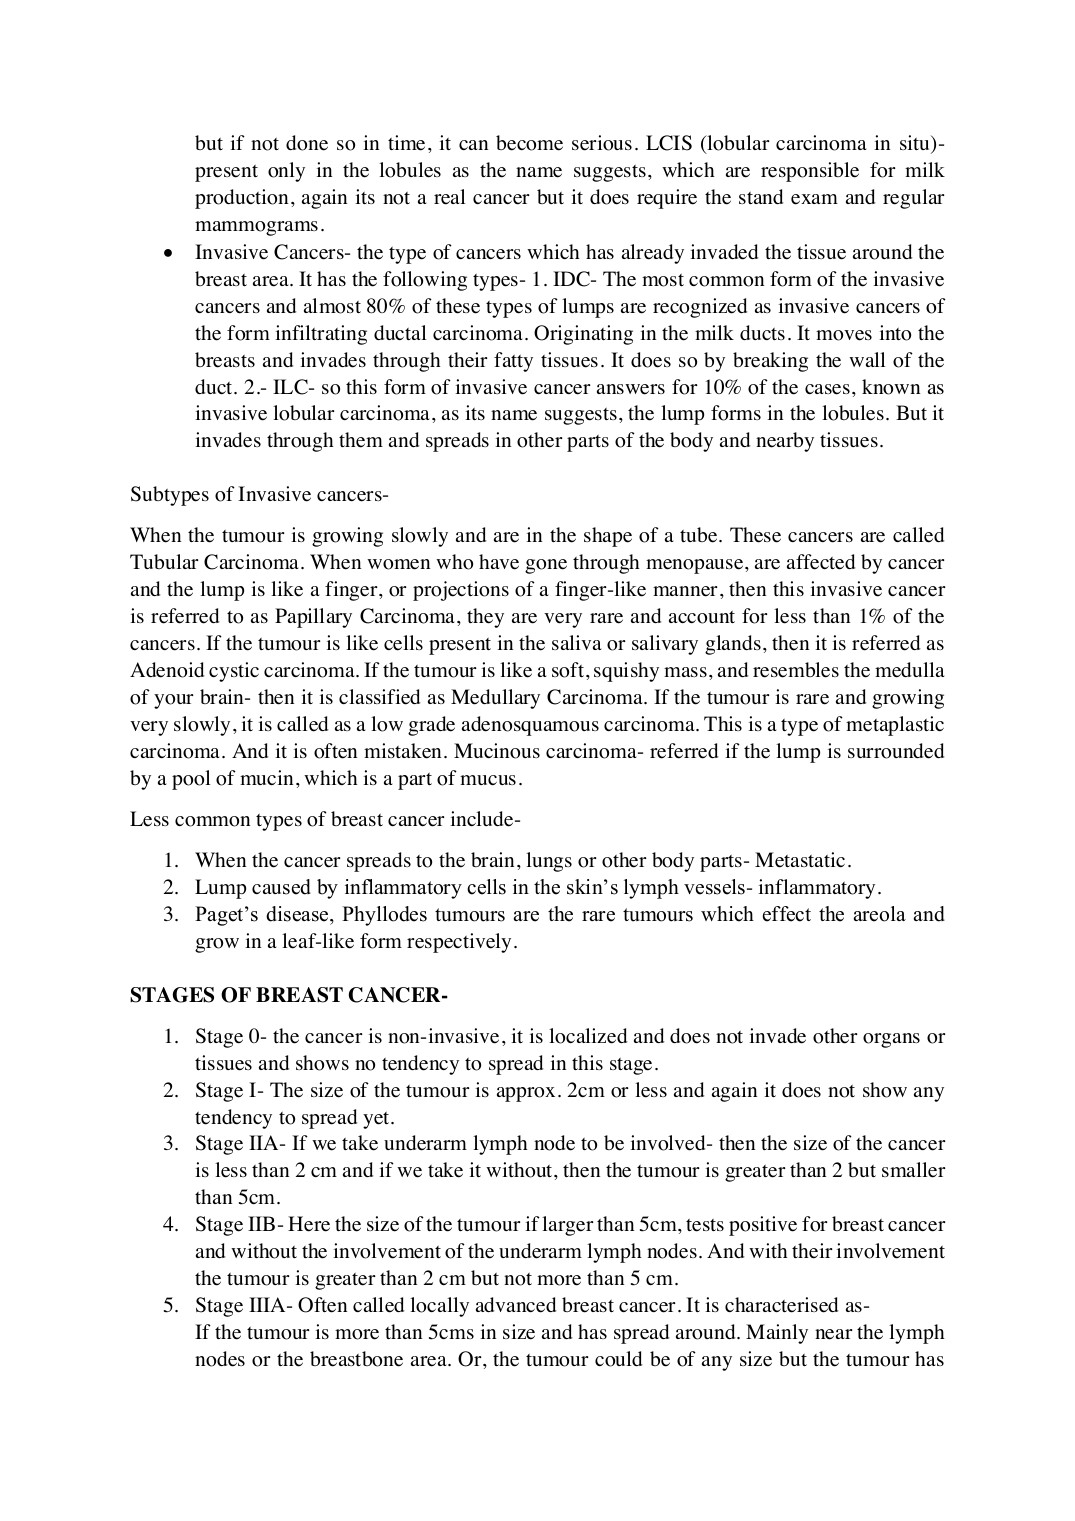 but if not done so in time, it can become serious. LCIS (lobular carcinoma in situ)-
present only in the lobules as the name suggests, which are responsible for milk
production, again its not a real cancer but it does require the stand exam and regular
mammograms.
• Invasive Cancers- the type of cancers which has already invaded the tissue around the
breast area. It has the following types- 1. IDC- The most common form of the invasive
cancers and almost 80% of these types of lumps are recognized as invasive cancers of
the form infiltrating ductal carcinoma. Originating in the milk ducts. It moves into the
breasts and invades through their fatty tissues. It does so by breaking the wall of the
duct. 2.- ILC- so this form of invasive cancer answers for 10% of the cases, known as
invasive lobular carcinoma, as its name suggests, the lump forms in the lobules. But it
invades through them and spreads in other parts of the body and nearby tissues.
Subtypes of Invasive cancers-
When the tumour is growing slowly and are in the shape of a tube. These cancers are called
Tubular Carcinoma. When women who have gone through menopause, are affected by cancer
and the lump is like a finger, or projections of a finger-like manner, then this invasive cancer
is referred to as Papillary Carcinoma, they are very rare and account for less than 1% of the
cancers. If the tumour is like cells present in the saliva or salivary glands, then it is referred as
Adenoid cystic carcinoma. If the tumour is like a soft, squishy mass, and resembles the medulla
of your brain- then it is classified as Medullary Carcinoma. If the tumour is rare and growing
very slowly, it is called as a low grade adenosquamous carcinoma. This is a type of metaplastic
carcinoma. And it is often mistaken. Mucinous carcinoma- referred if the lump is surrounded
by a pool of mucin, which is a part of mucus.
Less common types of breast cancer include-
1. When the cancer spreads to the brain, lungs or other body parts- Metastatic.
2. Lump caused by inflammatory cells in the skin’s lymph vessels- inflammatory.
3. Paget’s disease, Phyllodes tumours are the rare tumours which effect the areola and
grow in a leaf-like form respectively.
STAGES OF BREAST CANCER-
1. Stage 0- the cancer is non-invasive, it is localized and does not invade other organs or
tissues and shows no tendency to spread in this stage.
2. Stage I- The size of the tumour is approx. 2cm or less and again it does not show any
tendency to spread yet.
3. Stage IIA- If we take underarm lymph node to be involved- then the size of the cancer
is less than 2 cm and if we take it without, then the tumour is greater than 2 but smaller
than 5cm.
4. Stage IIB- Here the size of the tumour if larger than 5cm, tests positive for breast cancer
and without the involvement of the underarm lymph nodes. And with their involvement
the tumour is greater than 2 cm but not more than 5 cm.
5. Stage IIIA- Often called locally advanced breast cancer. It is characterised as-
If the tumour is more than 5cms in size and has spread around. Mainly near the lymph
nodes or the breastbone area. Or, the tumour could be of any size but the tumour has